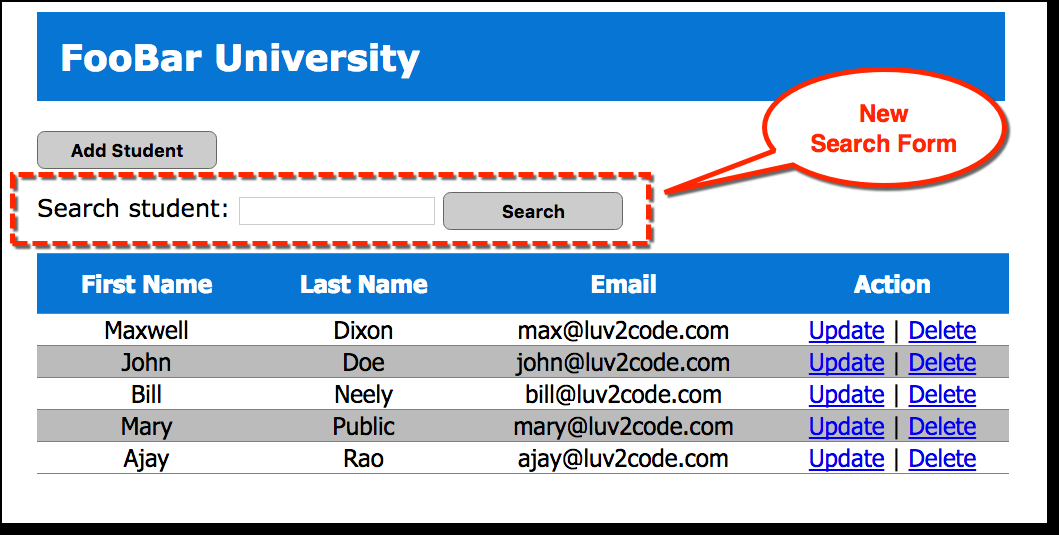 FooBar University
New
Search Form
Add Student
Search student: Search
First Name Last Name Email Action
Maxwell Dixon max@luv2code.com Update | Delete
John Doe john@luv2code.com Update | Delete
Bill Neely bill@luv2code.com Update | Delete
Mary Public mary@luv2code.com Update | Delete
Ajay Rao ajay@luv2code.com Update | Delete